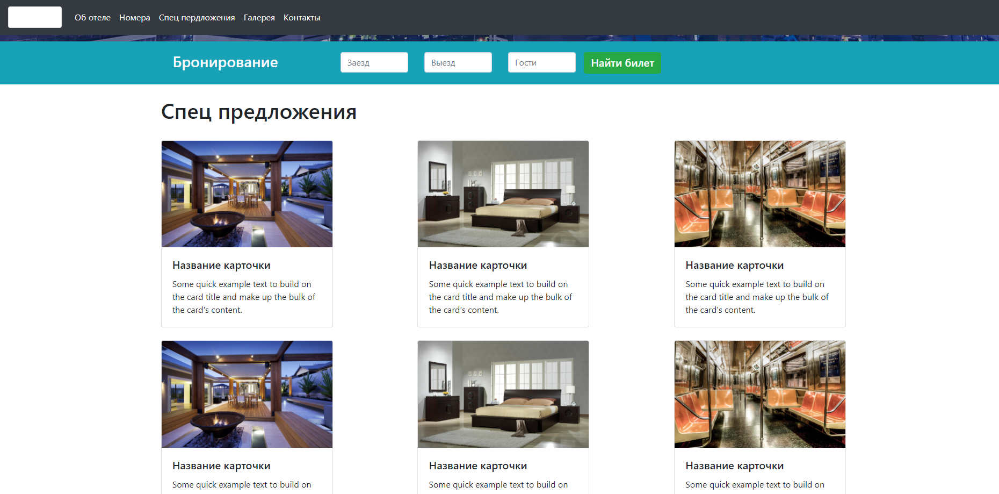 Об отеле Номера Спец пердложения Галерея Контакты
Бронирование Заезд Выезд Гости Найти билет
Спец предложения
Название карточки
Some quick example text to build on
the card title and make up the bulk of
the card's content.
Название карточки
Some quick example text to build on
the card title and make up the bulk of
the card's content.
Название карточки
Some quick example text to build on
the card title and make up the bulk of
the card's content.
Название карточки
Some quick example text to build on
Название карточки
Some quick example text to build on
Название карточки
Some quick example text to build on